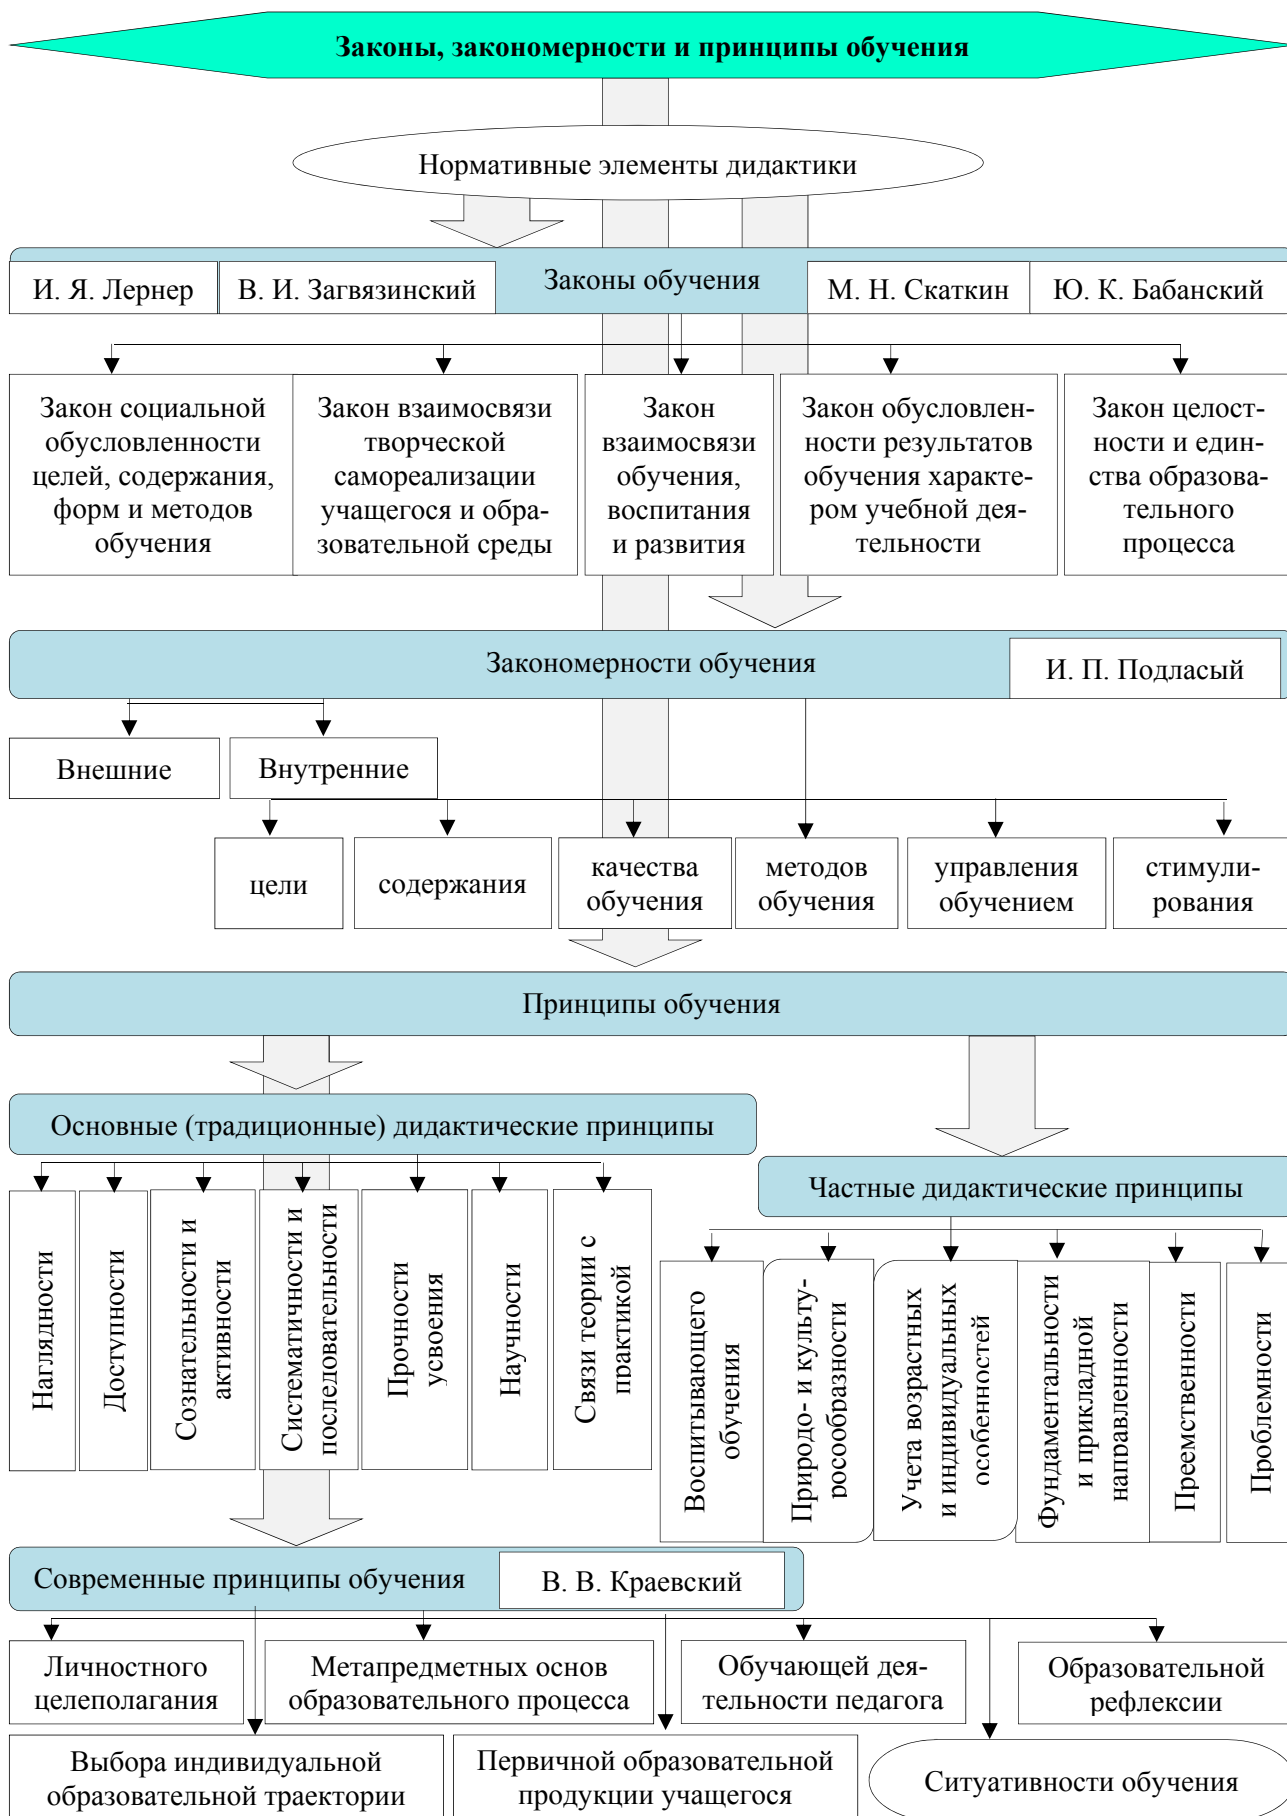 Законы, закономерности и принципы обучения
Нормативные элементы дидактики
Законы обучения
И. Я. Лернер
В. И. Загвязинский
М. Н. Скаткин
Ю. К. Бабанский
Закон социальной
обусловленности
целей, содержания,
форм и методов
обучения
Закон взаимосвязи
творческой
самореализации
учащегося и обра-
зовательной среды
Закон
взаимосвязи
обучения,
воспитания
и развития
Закон обусловлен-
ности результатов
обучения характе-
ром учебной дея-
тельности
Закон целост-
ности и един-
ства образова-
тельного
процесса
Закономерности обучения
И. П. Подласый
Внешние
Внутренние
цели
содержания
качества
обучения
методов
обучения
управления
обучением
стимули-
рования
Принципы обучения
Основные (традиционные) дидактические принципы
Наглядности
Доступности
Сознательности и
активности
Систематичности и
последовательности
Прочности
усвоения
Научности
Связи теории с
практикой
Частные дидактические принципы
Воспитывающего
обучения
Природо- и культу-
рособразности
Учета возрастных
и индивидуальных
особенностей
Фундаментальности
и прикладной
направленности
Преемственности
Проблемности
Современные принципы обучения
В. В. Краевский
Личностного
целеполагания
Метапредметных основ
образовательного процесса
Обучающей дея-
тельности педагога
Образовательной
рефлексии
Выбора индивидуальной
образовательной траектории
Первичной образовательной
продукции учащегося
Ситуативности обучения